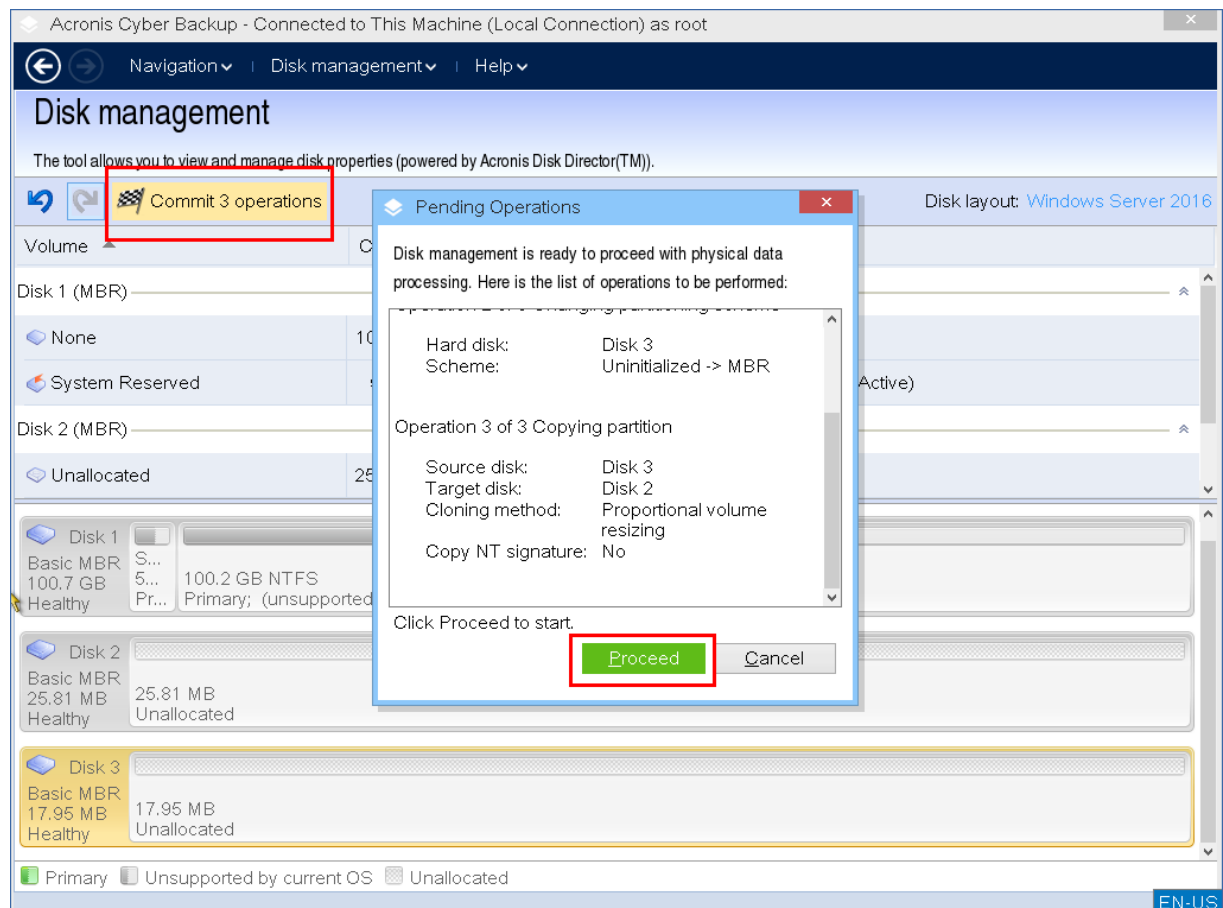 Acronis Cyber Backup - Connected to This Machine (Local Connection) as root
Navigation Disk management Help
Disk management
The tool allows you to view and manage disk properties (powered by Acronis Disk Director(TM)).
Commit 3 operations
Disk layout: Windows Server 2016
Volume
C
Disk 1 (MBR)
None
10
System Reserved
Active)
Disk 2 (MBR)
Unallocated
25
Pending Operations
Disk management is ready to proceed with physical data
processing. Here is the list of operations to be performed:
Hard disk: Disk 3
Scheme: Uninitialized -> MBR
Operation 3 of 3 Copying partition
Source disk: Disk 3
Target disk: Disk 2
Cloning method: Proportional volume
resizing
Copy NT signature: No
Click Proceed to start.
Proceed Cancel
Disk 1
Basic MBR
100.7 GB
Healthy
S...
5...
Pr...
100.2 GB NTFS
Primary; (unsupported
Disk 2
Basic MBR
25.81 MB
Healthy
25.81 MB
Unallocated
Disk 3
Basic MBR
17.95 MB
Healthy
17.95 MB
Unallocated
Primary Unsupported by current OS Unallocated
EN-US